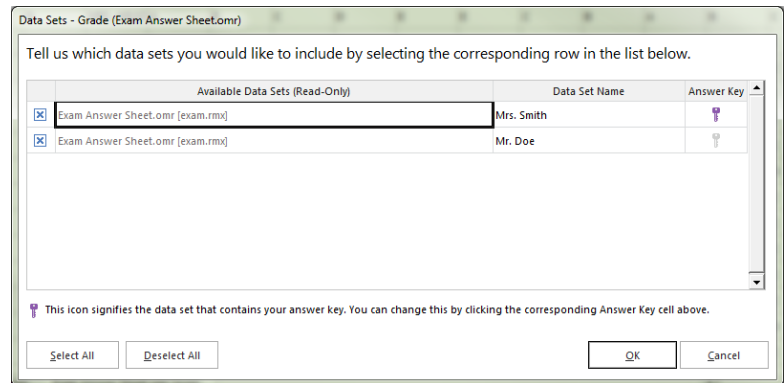 Data Sets - Grade (Exam Answer Sheet.omr)
Tell us which data sets you would like to include by selecting the corresponding row in the list below.
Available Data Sets (Read-Only) Data Set Name Answer Key
Exam Answer Sheet.omr [exam.rmx] Mrs. Smith
Exam Answer Sheet.omr [exam.rmx] Mr. Doe
This icon signifies the data set that contains your answer key. You can change this by clicking the corresponding Answer Key cell above.
Select All Deselect All OK Cancel